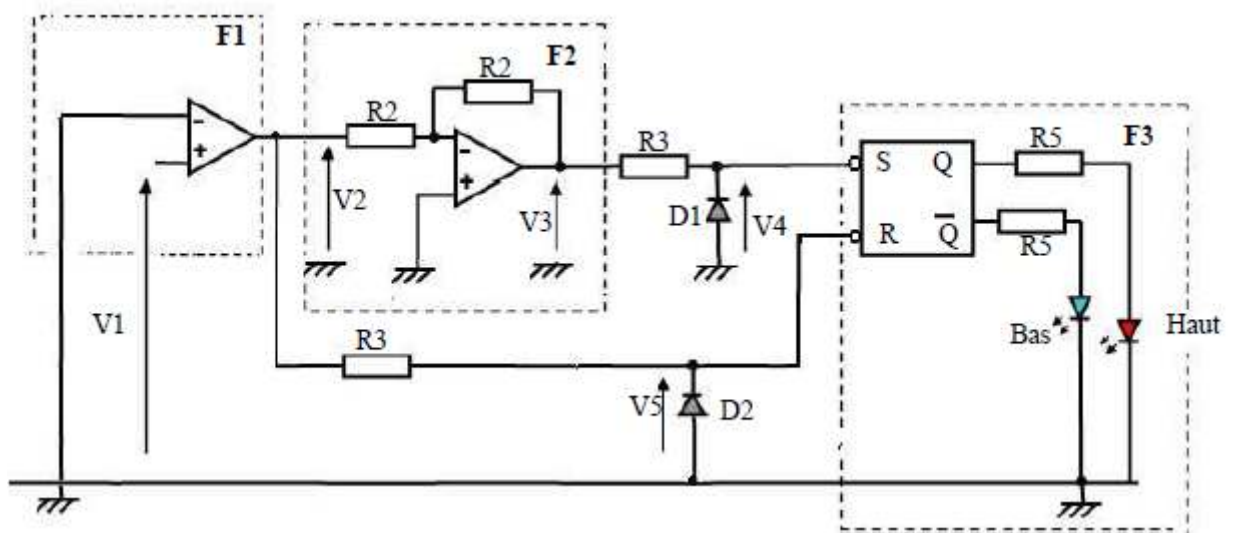 F1
F2
R2
R2
V2
V3
V1
R3
D1
V4
F3
S Q
R Q̅
R5
R5
Bas
Haut
R3
V5
D2
-
+
-
+